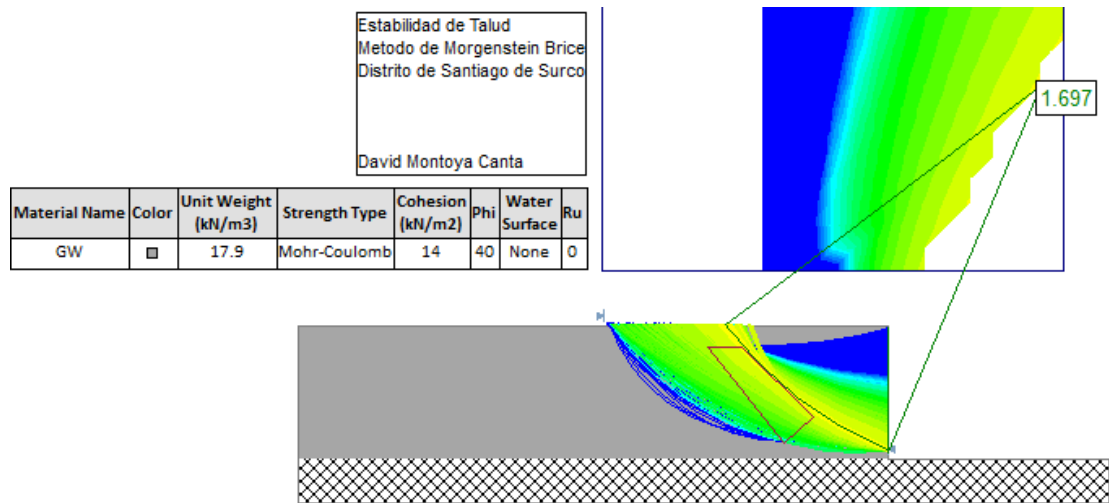 Estabilidad de Talud
Metodo de Morgenstein Brice
Distrito de Santiago de Surco
David Montoya Canta
1.697
Material Name Color Unit Weight (kN/m3) Strength Type Cohesion (kN/m2) Phi Water Surface Ru
GW 17.9 Mohr-Coulomb 14 40 None 0